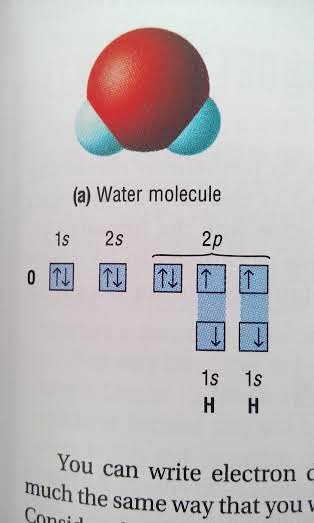 (a) Water molecule
1s 2s 2p
O ↑↓ ↑↓ ↑↓ ↑ ↑
↓ ↓
1s 1s
H H
You can write electron
much the same way that you